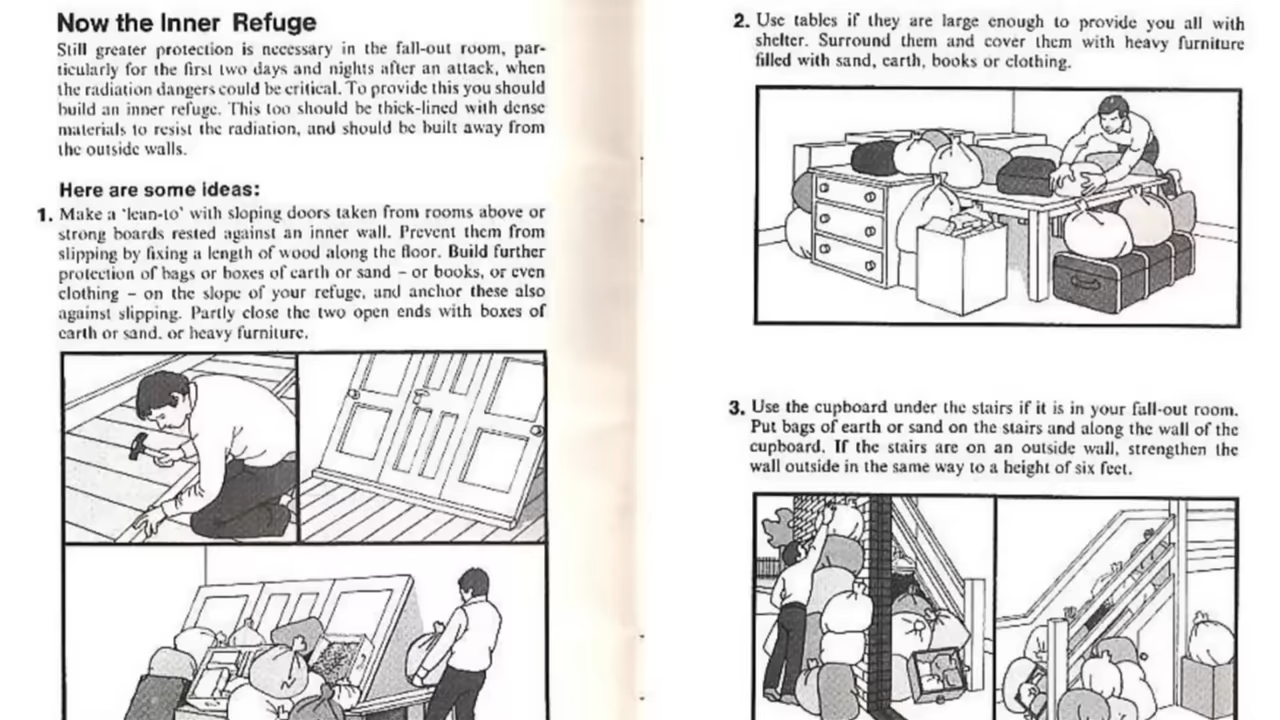 Now the Inner Refuge
Still greater protection is necessary in the fall-out room, par-
ticularly for the first two days and nights after an attack, when
the radiation dangers could be critical. To provide this you should
build an inner refuge. This too should be thick-lined with dense
materials to resist the radiation, and should be built away from
the outside walls.
Here are some ideas:
1. Make a ‘lean-to’ with sloping doors taken from rooms above or
strong boards rested against an inner wall. Prevent them from
slipping by fixing a length of wood along the floor. Build further
protection of bags or boxes of earth or sand – or books, or even
clothing – on the slope of your refuge, and anchor these also
against slipping. Partly close the two open ends with boxes of
earth or sand, or heavy furniture.
2. Use tables if they are large enough to provide you all with
shelter. Surround them and cover them with heavy furniture
filled with sand, earth, books or clothing.
3. Use the cupboard under the stairs if it is in your fall-out room.
Put bags of earth or sand on the stairs and along the wall of the
cupboard. If the stairs are on an outside wall, strengthen the
wall outside in the same way to a height of six feet.